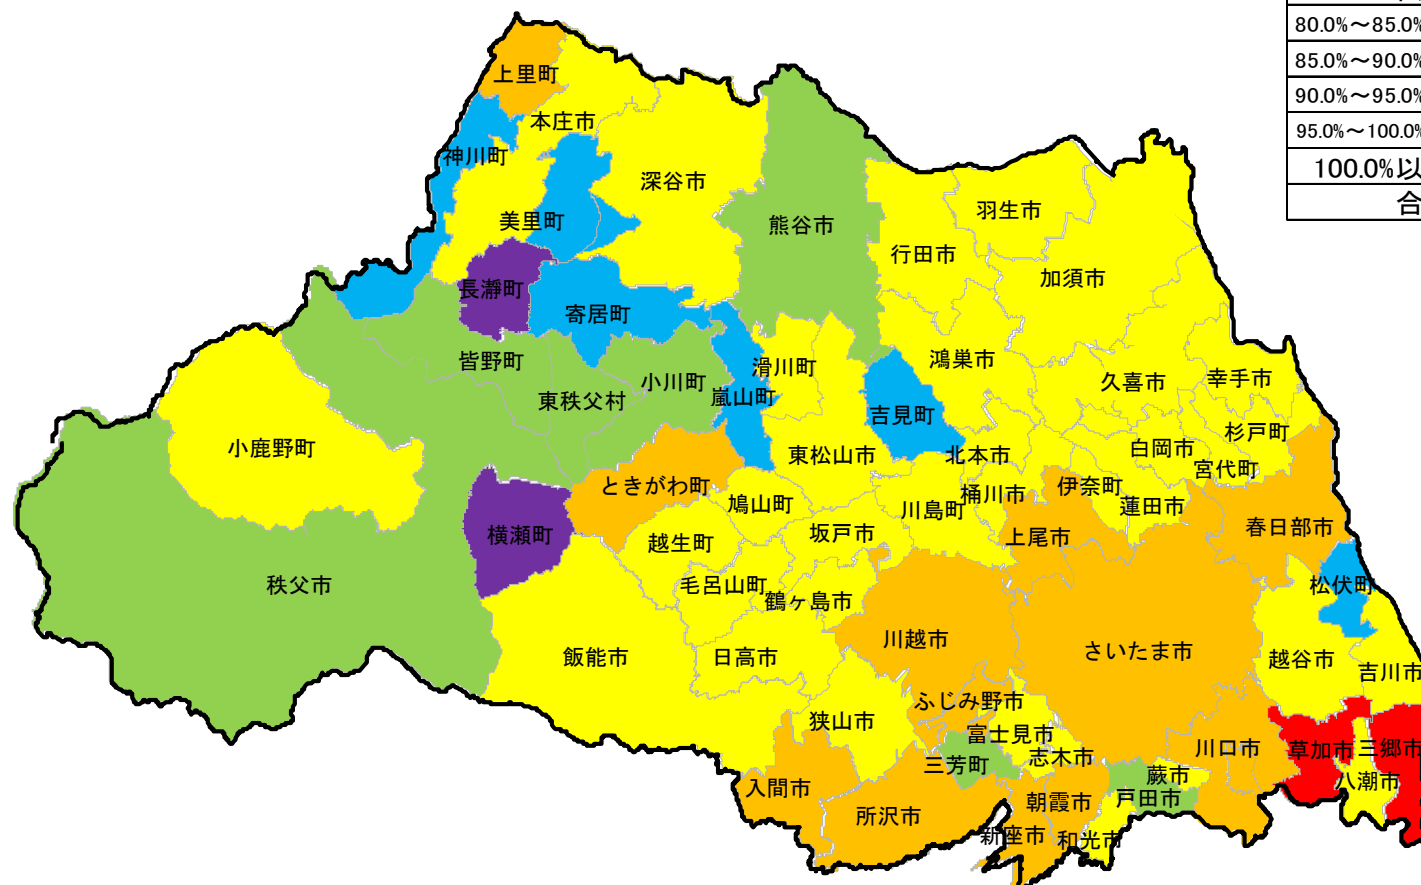 80.0%～85.0%
85.0%～90.0%
90.0%～95.0%
95.0%～100.0%
100.0%以
合
上里町
本庄市
神川町
深谷市
美里町
熊谷市
羽生市
行田市
加須市
長瀞町
寄居町
皆野町
東秩父村
小川町
嵐山町
滑川町
鴻巣市
吉見町
久喜市
幸手市
杉戸町
小鹿野町
東松山市
北本市
白岡市
宮代町
ときがわ町
鳩山町
川島町
桶川市
伊奈町
蓮田市
横瀬町
越生町
坂戸市
上尾市
春日部市
秩父市
毛呂山町
鶴ヶ島市
松伏町
飯能市
日高市
川越市
さいたま市
越谷市
吉川市
狭山市
ふじみ野市
富士見市
三芳町
志木市
川口市
草加市
三郷市
入間市
蕨市
八潮市
所沢市
朝霞市
戸田市
新座市
和光市